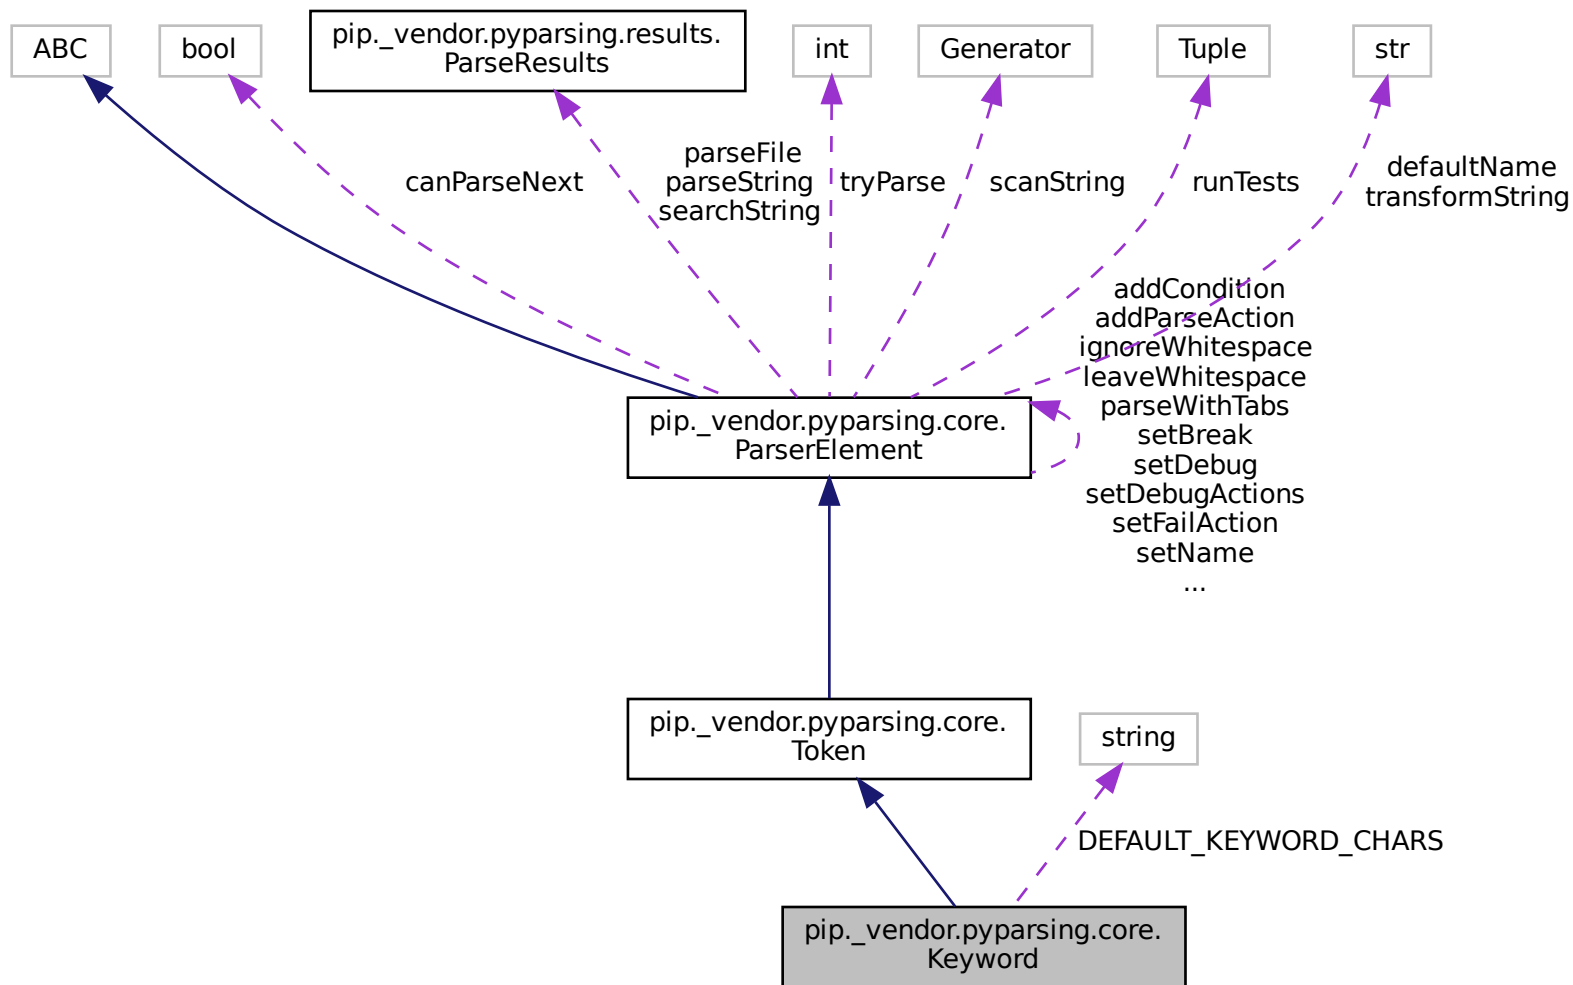 ABC
bool
pip._vendor.pyparsing.results.
ParseResults
int
Generator
Tuple
str
canParseNext
parseFile
parseString
searchString
tryParse
scanString
runTests
defaultName
transformString
addCondition
addParseAction
ignoreWhitespace
leaveWhitespace
parseWithTabs
setBreak
setDebug
setDebugActions
setFailAction
setName
...
pip._vendor.pyparsing.core.
ParserElement
pip._vendor.pyparsing.core.
Token
string
DEFAULT_KEYWORD_CHARS
pip._vendor.pyparsing.core.
Keyword